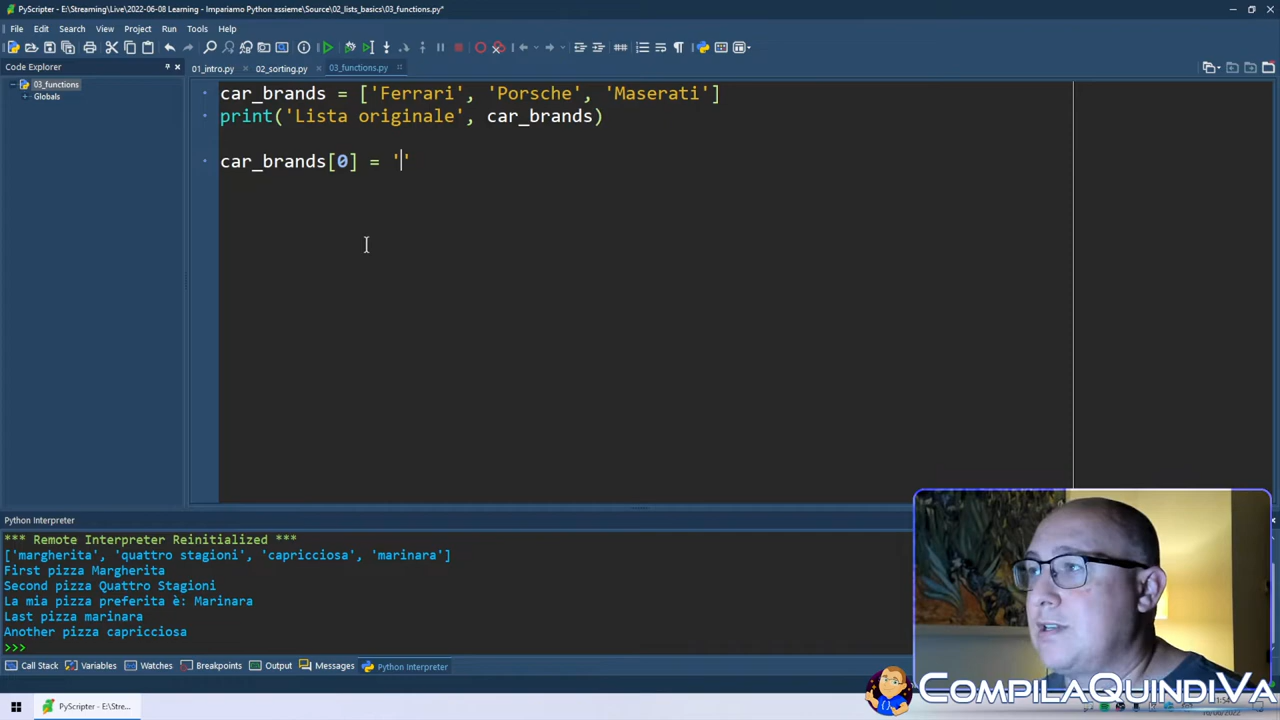 PyScripter - E:\Streaming\Live\2022-06-08 Learning - Impariamo Python assieme\Source\02_lists_basics\03_functions.py*
File Edit Search View Project Run Tools Help
Code Explorer
01_intro.py 02_sorting.py 03_functions.py
03_functions
Globals
car_brands = ['Ferrari', 'Porsche', 'Maserati']
print('Lista originale', car_brands)
car_brands[0] = ''
Python Interpreter
*** Remote Interpreter Reinitialized ***
['margherita', 'quattro stagioni', 'capricciosa', 'marinara']
First pizza Margherita
Second pizza Quattro Stagioni
La mia pizza preferita è: Marinara
Last pizza marinara
Another pizza capricciosa
>>>
Call Stack Variables Watches Breakpoints Output Messages Python Interpreter
COMPILAQUINDIVA
PyScripter - E:\Stre...